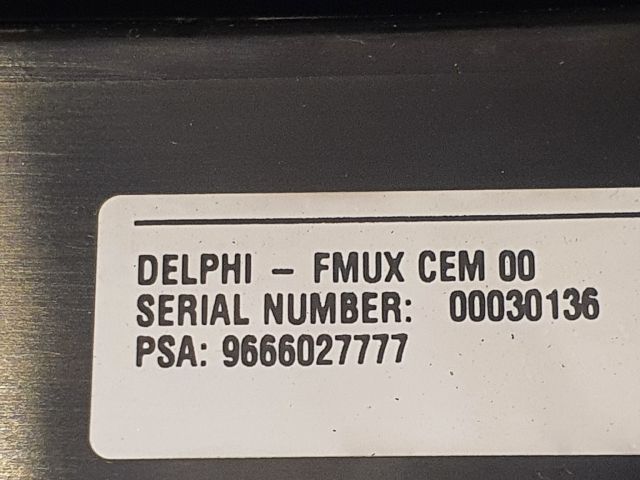 DELPHI – FMUX CEM 00
SERIAL NUMBER: 00030136
PSA: 9666027777